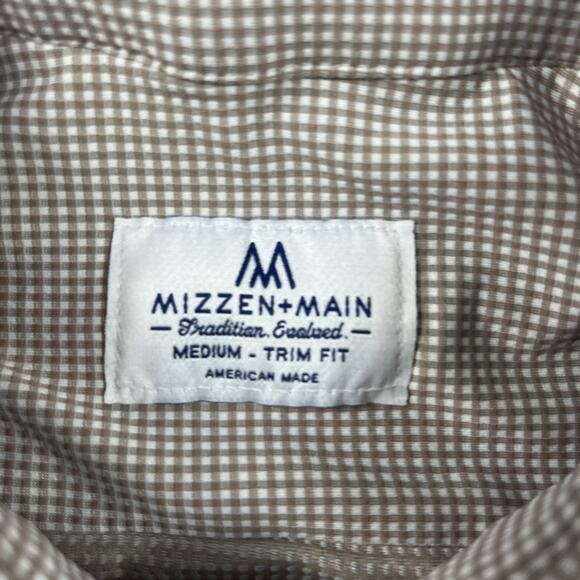 MIZZEN+MAIN
Tradition. Evolved.
MEDIUM - TRIM FIT
AMERICAN MADE